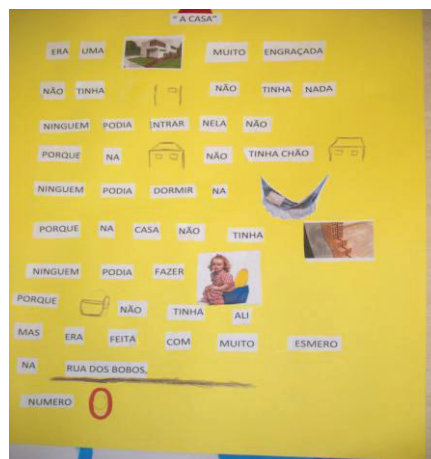 " A CASA"
ERA UMA MUITO ENGRAÇADA
NÃO TINHA NÃO TINHA NADA
NINGUEM PODIA ENTRAR NELA NÃO
PORQUE NA NÃO TINHA CHÃO
NINGUEM PODIA DORMIR NA
PORQUE NA CASA NÃO TINHA
NINGUEM PODIA FAZER
PORQUE NÃO TINHA ALI
MAS ERA FEITA COM MUITO ESMERO
NA RUA DOS BOBOS,
NUMERO 0